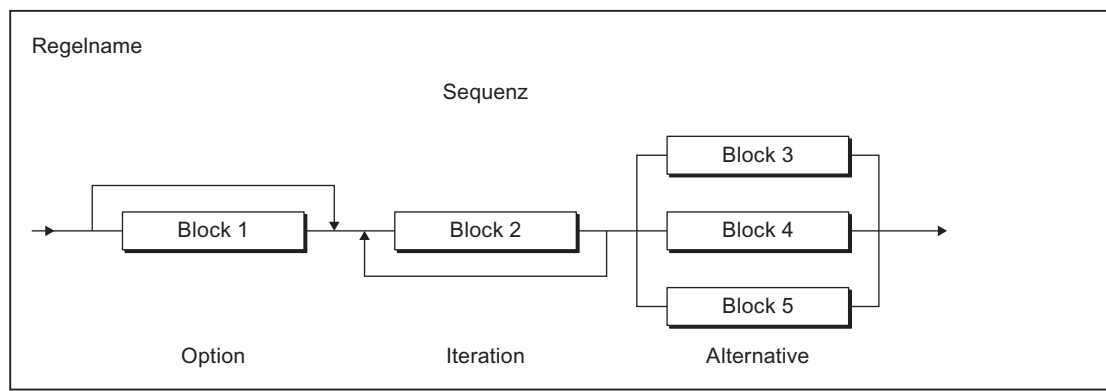 Regelname
Sequenz
Block 3
Block 1
Block 2
Block 4
Block 5
Option
Iteration
Alternative